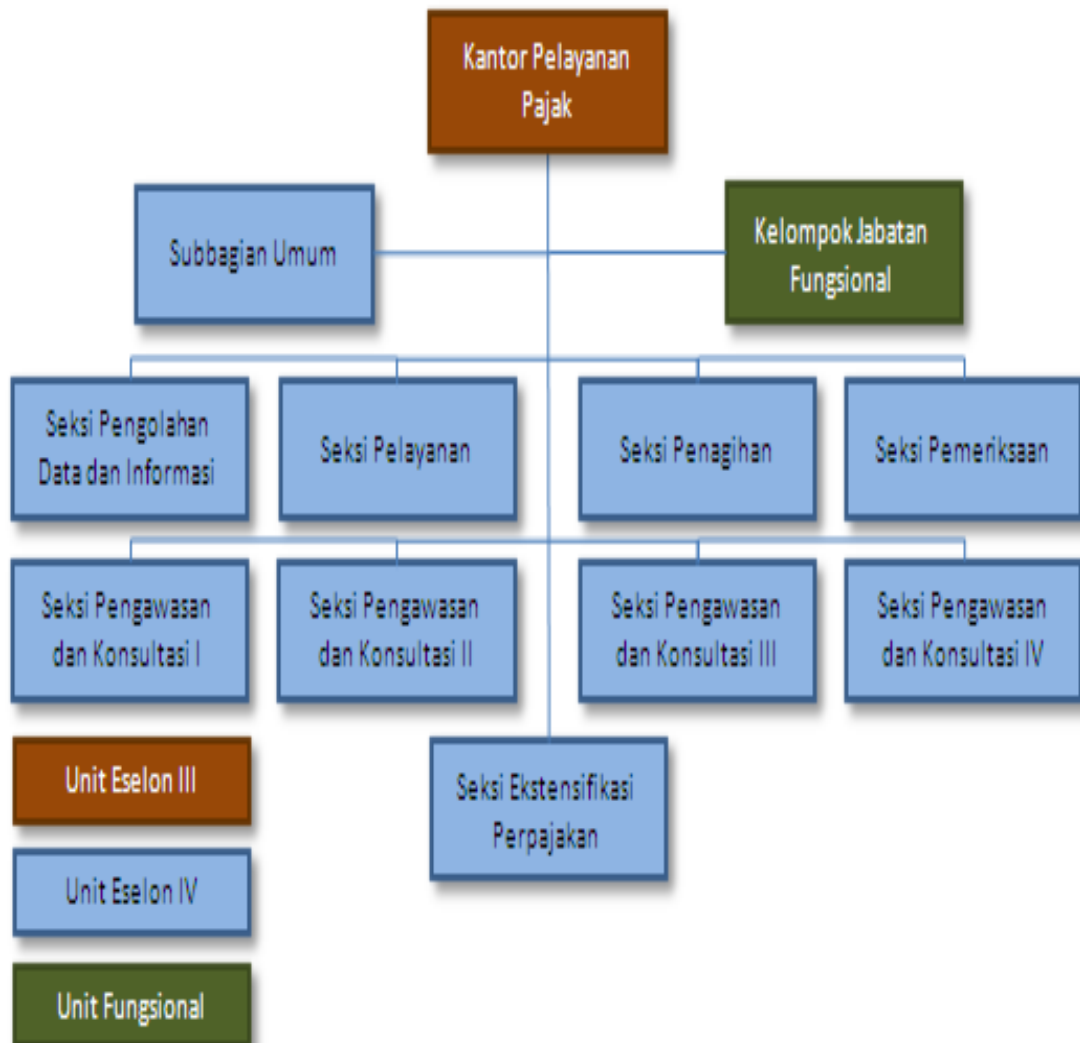 Kantor Pelayanan
Pajak
Subbagian Umum
Kelompok Jabatan
Fungsional
Seksi Pengolahan
Data dan Informasi
Seksi Pelayanan
Seksi Penagihan
Seksi Pemeriksaan
Seksi Pengawasan
dan Konsultasi I
Seksi Pengawasan
dan Konsultasi II
Seksi Pengawasan
dan Konsultasi III
Seksi Pengawasan
dan Konsultasi IV
Unit Eselon III
Seksi Ekstensifikasi
Perpajakan
Unit Eselon IV
Unit Fungsional